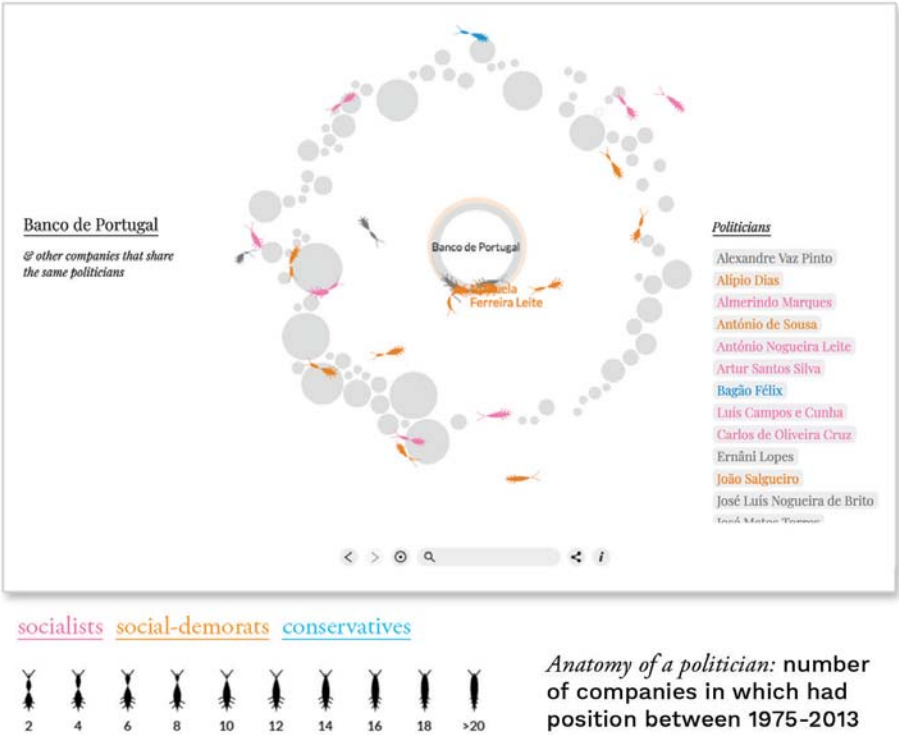 Banco de Portugal
& other companies that share
the same politicians
Banco de Portugal
Ferreira Leite
Politicians
Alexandre Vaz Pinto
Alípio Dias
Almerindo Marques
António de Sousa
António Nogueira Leite
Artur Santos Silva
Bagão Félix
Luís Campos e Cunha
Carlos de Oliveira Cruz
Ernâni Lopes
João Salgueiro
José Luís Nogueira de Brito
José Matos Torres
i
socialists social-demorats conservatives
2 4 6 8 10 12 14 16 18 >20
Anatomy of a politician: number
of companies in which had
position between 1975-2013